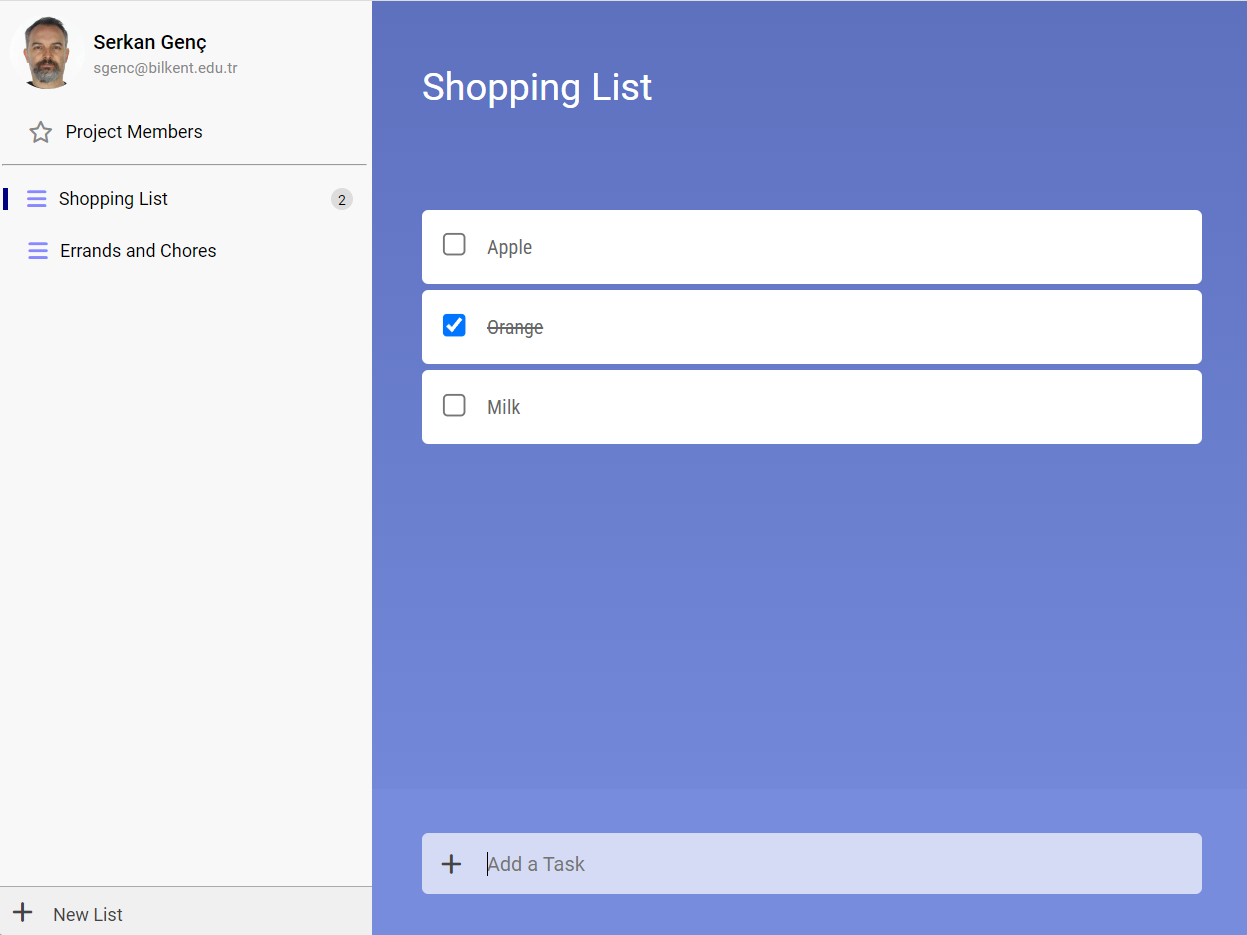 Serkan Genç
sgenc@bilkent.edu.tr
Project Members
Shopping List
2
Errands and Chores
New List
Shopping List
Apple
Orange
Milk
Add a Task